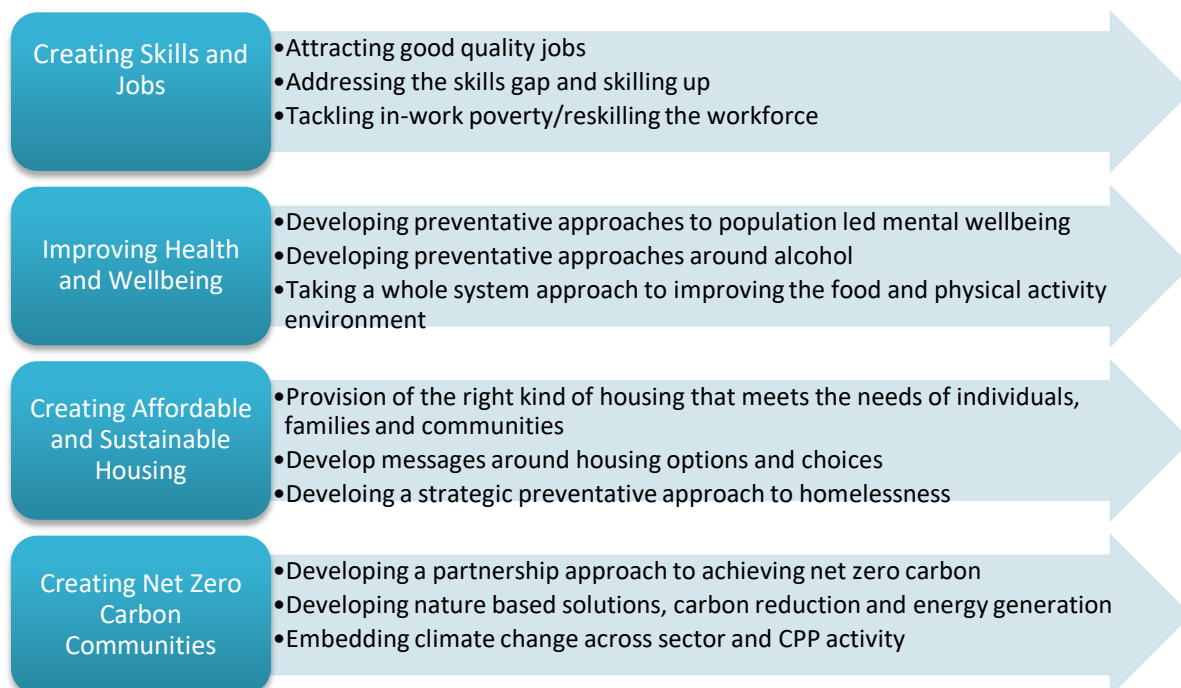 Creating Skills and
Jobs
•Attracting good quality jobs
•Addressing the skills gap and skilling up
•Tackling in-work poverty/reskilling the workforce
Improving Health
and Wellbeing
•Developing preventative approaches to population led mental wellbeing
•Developing preventative approaches around alcohol
•Taking a whole system approach to improving the food and physical activity
environment
Creating Affordable
and Sustainable
Housing
•Provision of the right kind of housing that meets the needs of individuals,
families and communities
•Develop messages around housing options and choices
•Develoing a strategic preventative approach to homelessness
Creating Net Zero
Carbon
Communities
•Developing a partnership approach to achieving net zero carbon
•Developing nature based solutions, carbon reduction and energy generation
•Embedding climate change across sector and CPP activity